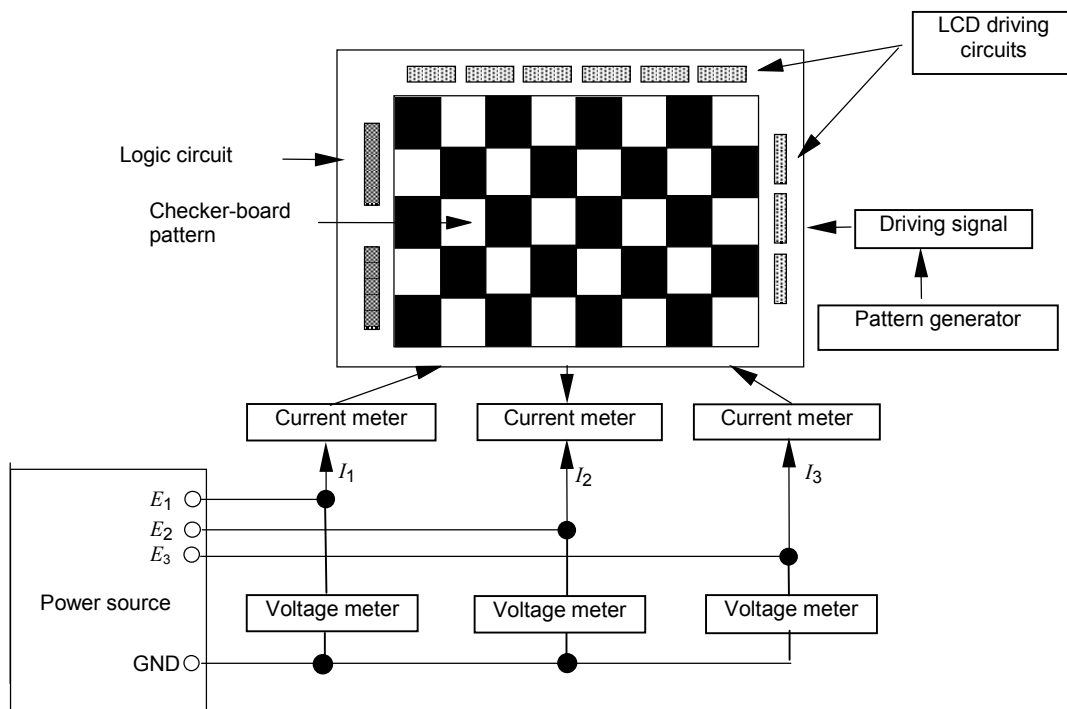 LCD driving
circuits
Logic circuit
Checker-board
pattern
Driving signal
Pattern generator
Current meter
Current meter
Current meter
I1
I2
I3
E1
E2
E3
Power source
Voltage meter
Voltage meter
Voltage meter
GND